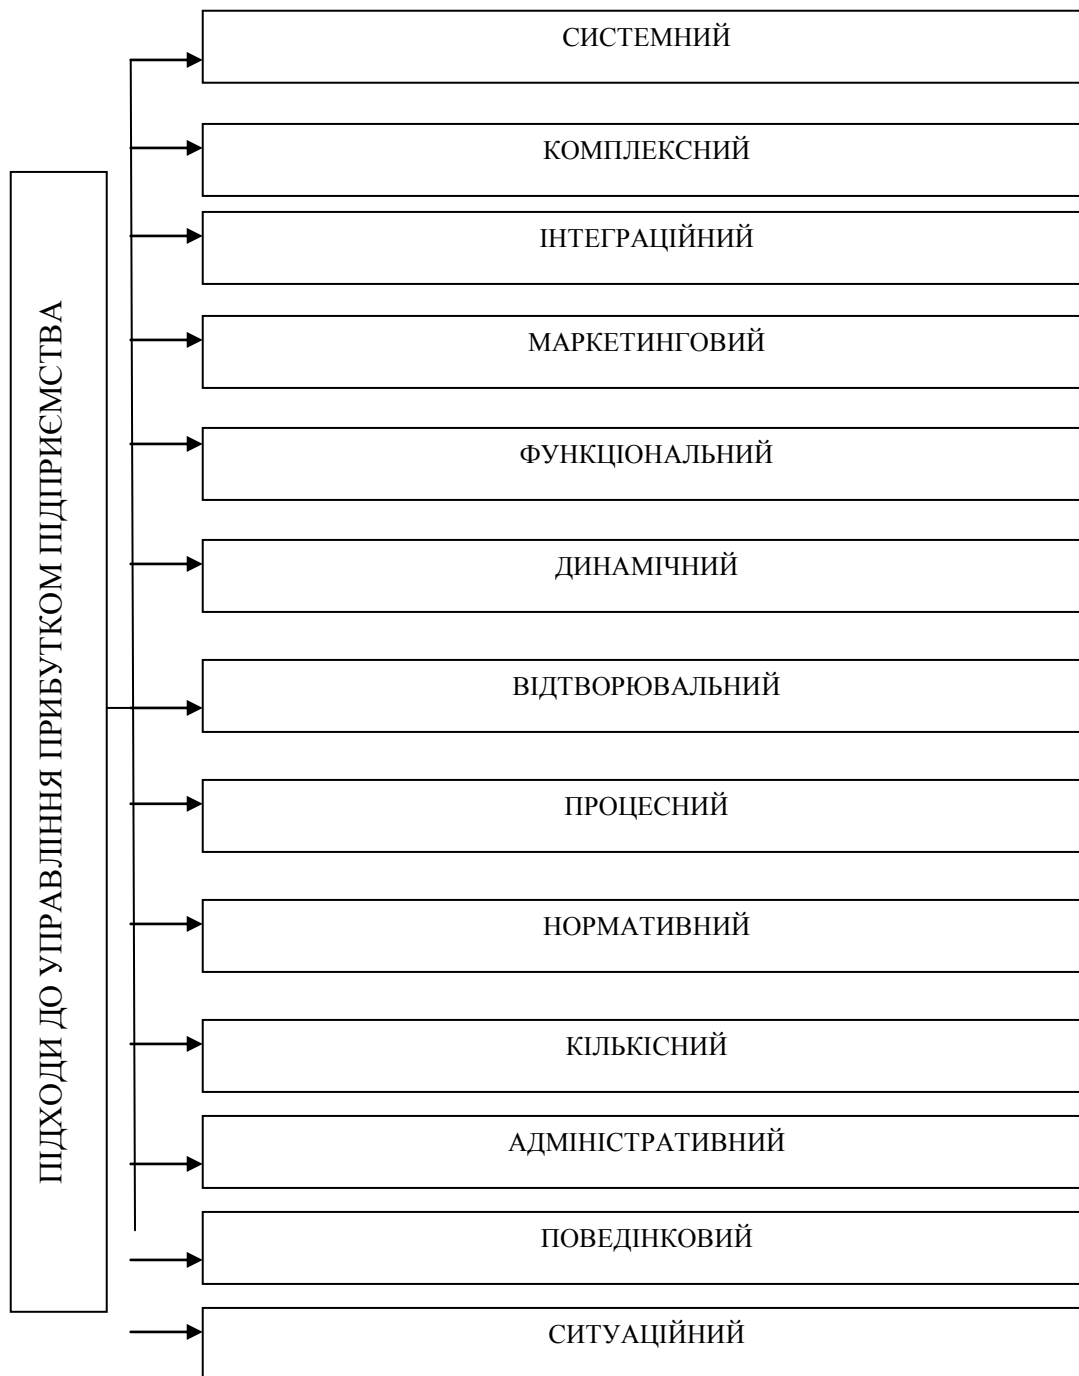 ПІДХОДИ ДО УПРАВЛІННЯ ПРИБУТКОМ ПІДПРИЄМСТВА
СИСТЕМНИЙ
КОМПЛЕКСНИЙ
ІНТЕГРАЦІЙНИЙ
МАРКЕТИНГОВИЙ
ФУНКЦІОНАЛЬНИЙ
ДИНАМІЧНИЙ
ВІДТВОРЮВАЛЬНИЙ
ПРОЦЕСНИЙ
НОРМАТИВНИЙ
КІЛЬКІСНИЙ
АДМІНІСТРАТИВНИЙ
ПОВЕДІНКОВИЙ
СИТУАЦІЙНИЙ